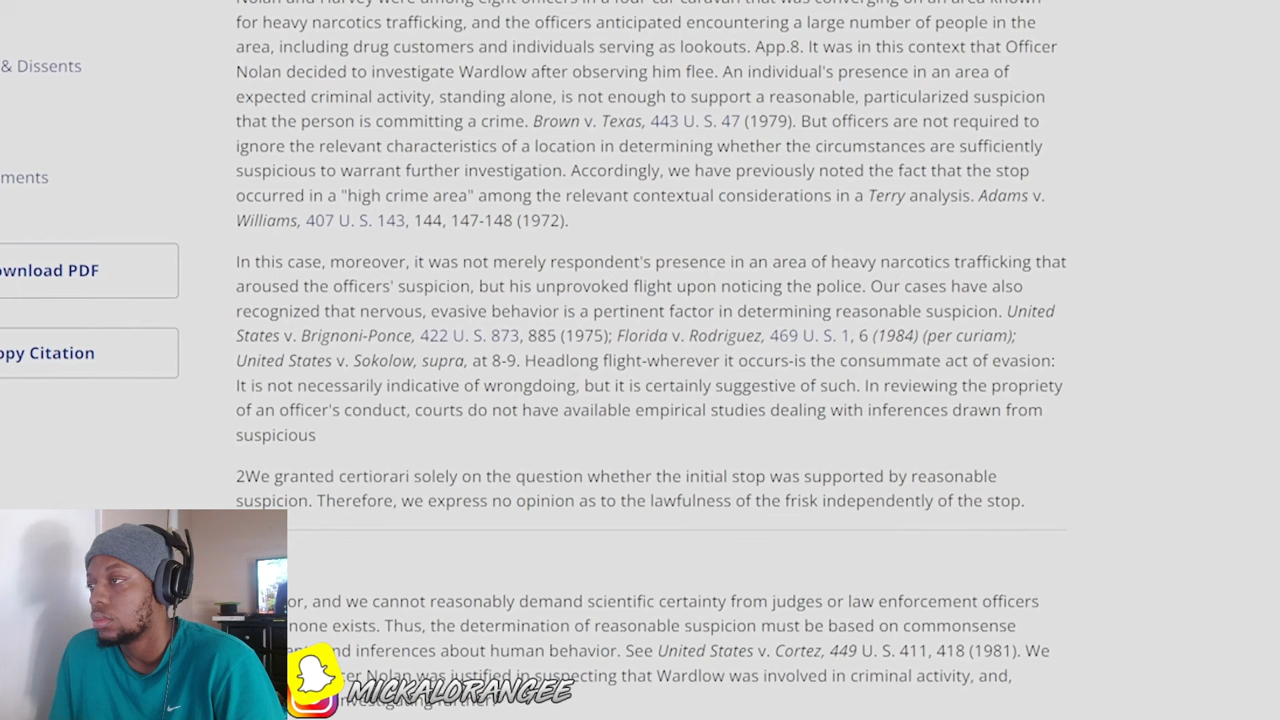 Nolan and Harvey were among eight officers in a four-car caravan that was converging on an area known
for heavy narcotics trafficking, and the officers anticipated encountering a large number of people in the
area, including drug customers and individuals serving as lookouts. App.8. It was in this context that Officer
& Dissents
Nolan decided to investigate Wardlow after observing him flee. An individual's presence in an area of
expected criminal activity, standing alone, is not enough to support a reasonable, particularized suspicion
that the person is committing a crime. Brown v. Texas, 443 U. S. 47 (1979). But officers are not required to
ignore the relevant characteristics of a location in determining whether the circumstances are sufficiently
suspicious to warrant further investigation. Accordingly, we have previously noted the fact that the stop
ments
occurred in a "high crime area" among the relevant contextual considerations in a Terry analysis. Adams v.
Williams, 407 U. S. 143, 144, 147-148 (1972).
ownload PDF
In this case, moreover, it was not merely respondent's presence in an area of heavy narcotics trafficking that
aroused the officers' suspicion, but his unprovoked flight upon noticing the police. Our cases have also
recognized that nervous, evasive behavior is a pertinent factor in determining reasonable suspicion. United
States v. Brignoni-Ponce, 422 U. S. 873, 885 (1975); Florida v. Rodriguez, 469 U. S. 1, 6 (1984) (per curiam);
opy Citation
United States v. Sokolow, supra, at 8-9. Headlong flight-wherever it occurs-is the consummate act of evasion:
It is not necessarily indicative of wrongdoing, but it is certainly suggestive of such. In reviewing the propriety
of an officer's conduct, courts do not have available empirical studies dealing with inferences drawn from
suspicious
2We granted certiorari solely on the question whether the initial stop was supported by reasonable
suspicion. Therefore, we express no opinion as to the lawfulness of the frisk independently of the stop.
or, and we cannot reasonably demand scientific certainty from judges or law enforcement officers
none exists. Thus, the determination of reasonable suspicion must be based on commonsense
nd inferences about human behavior. See United States v. Cortez, 449 U. S. 411, 418 (1981). We
cer Nolan was justified in suspecting that Wardlow was involved in criminal activity, and,
MICKALORANGEE